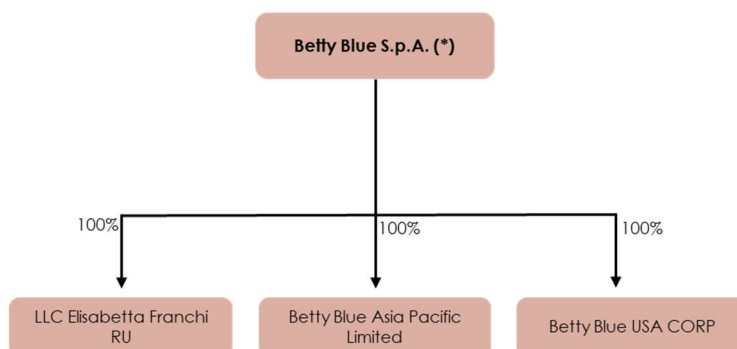 Betty Blue S.p.A. (*)
100%
100%
100%
LLC Elisabetta Franchi
RU
Betty Blue Asia Pacific
Limited
Betty Blue USA CORP